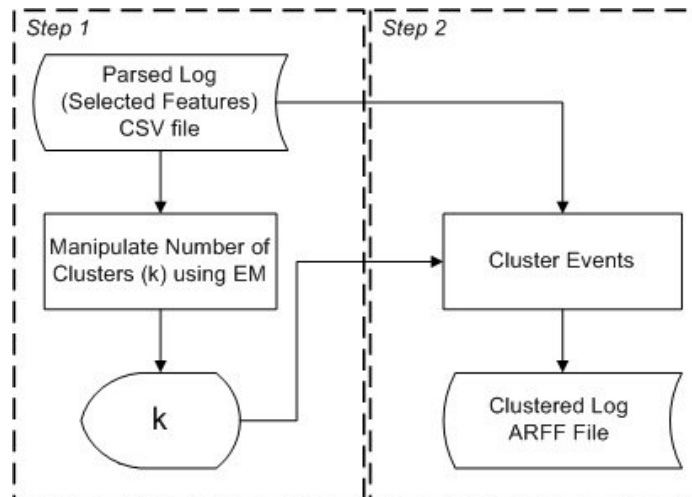 Step 1
Parsed Log
(Selected Features)
CSV file
Manipulate Number of
Clusters (k) using EM
k
Step 2
Cluster Events
Clustered Log
ARFF File